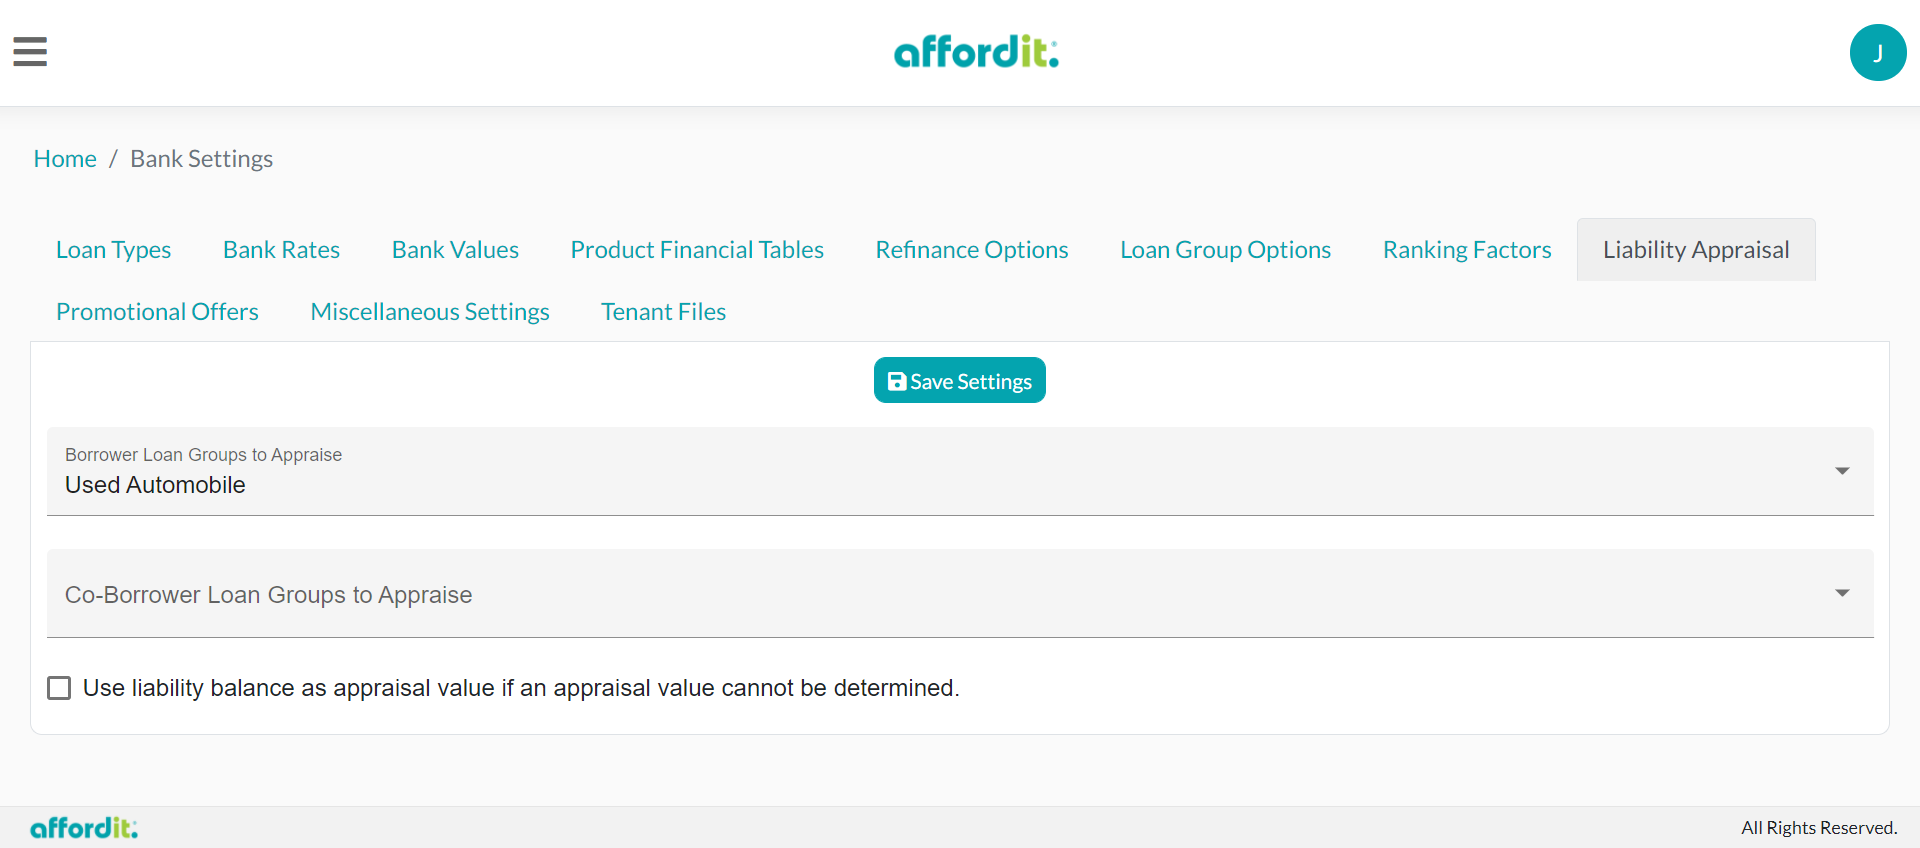 affordit.
J
Home / Bank Settings
Loan Types Bank Rates Bank Values Product Financial Tables Refinance Options Loan Group Options Ranking Factors Liability Appraisal
Promotional Offers Miscellaneous Settings Tenant Files
Save Settings
Borrower Loan Groups to Appraise
Used Automobile
Co-Borrower Loan Groups to Appraise
Use liability balance as appraisal value if an appraisal value cannot be determined.
affordit. All Rights Reserved.